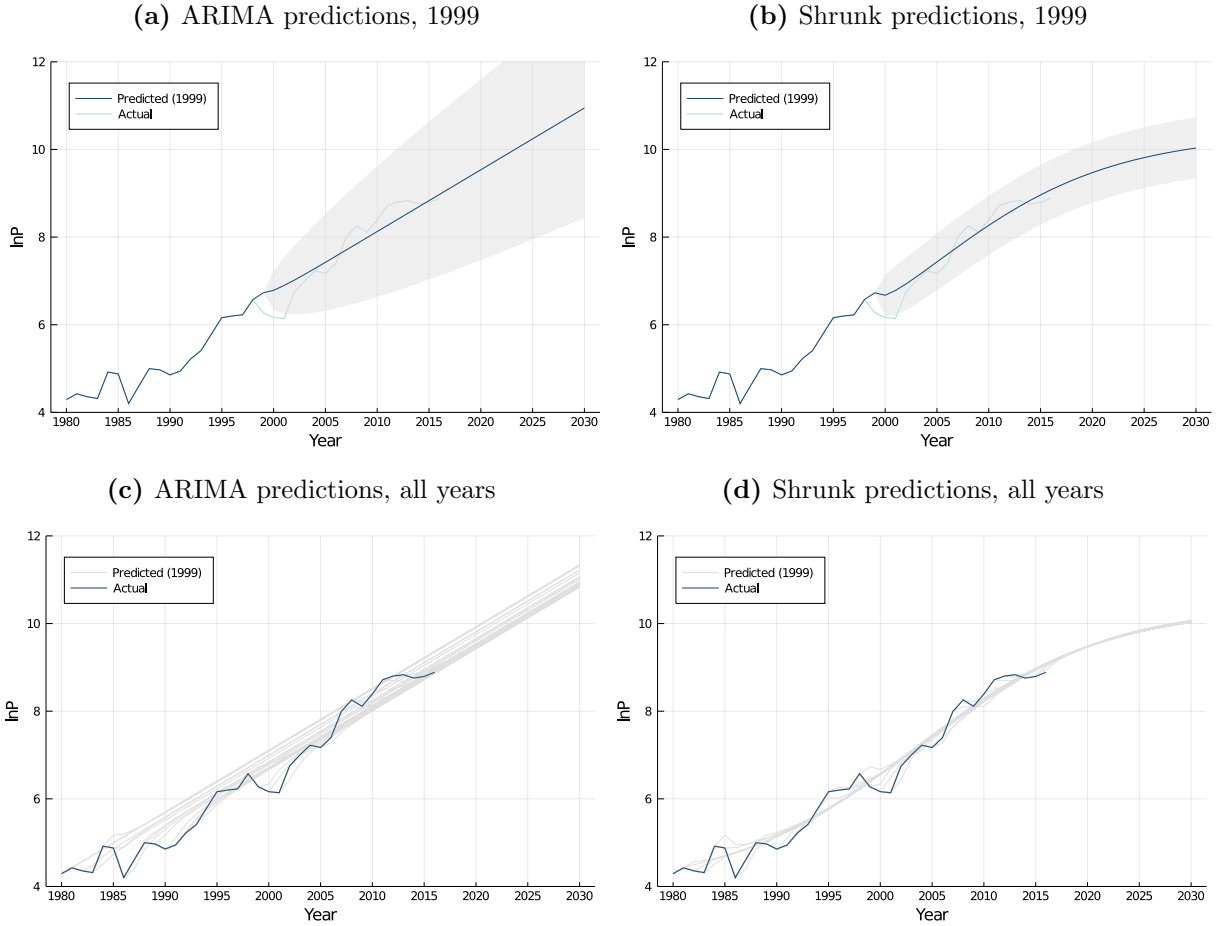 (a) ARIMA predictions, 1999
12
10
8
6
4
lnP
Predicted (1999)
Actual
1980 1985 1990 1995 2000 2005 2010 2015 2020 2025 2030
Year
(b) Shrunk predictions, 1999
12
10
8
6
4
lnP
Predicted (1999)
Actual
1980 1985 1990 1995 2000 2005 2010 2015 2020 2025 2030
Year
(c) ARIMA predictions, all years
12
10
8
6
4
lnP
Predicted (1999)
Actual
1980 1985 1990 1995 2000 2005 2010 2015 2020 2025 2030
Year
(d) Shrunk predictions, all years
12
10
8
6
4
lnP
Predicted (1999)
Actual
1980 1985 1990 1995 2000 2005 2010 2015 2020 2025 2030
Year